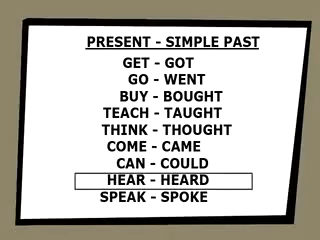 PRESENT - SIMPLE PAST
GET - GOT
GO - WENT
BUY - BOUGHT
TEACH - TAUGHT
THINK - THOUGHT
COME - CAME
CAN - COULD
HEAR - HEARD
SPEAK - SPOKE